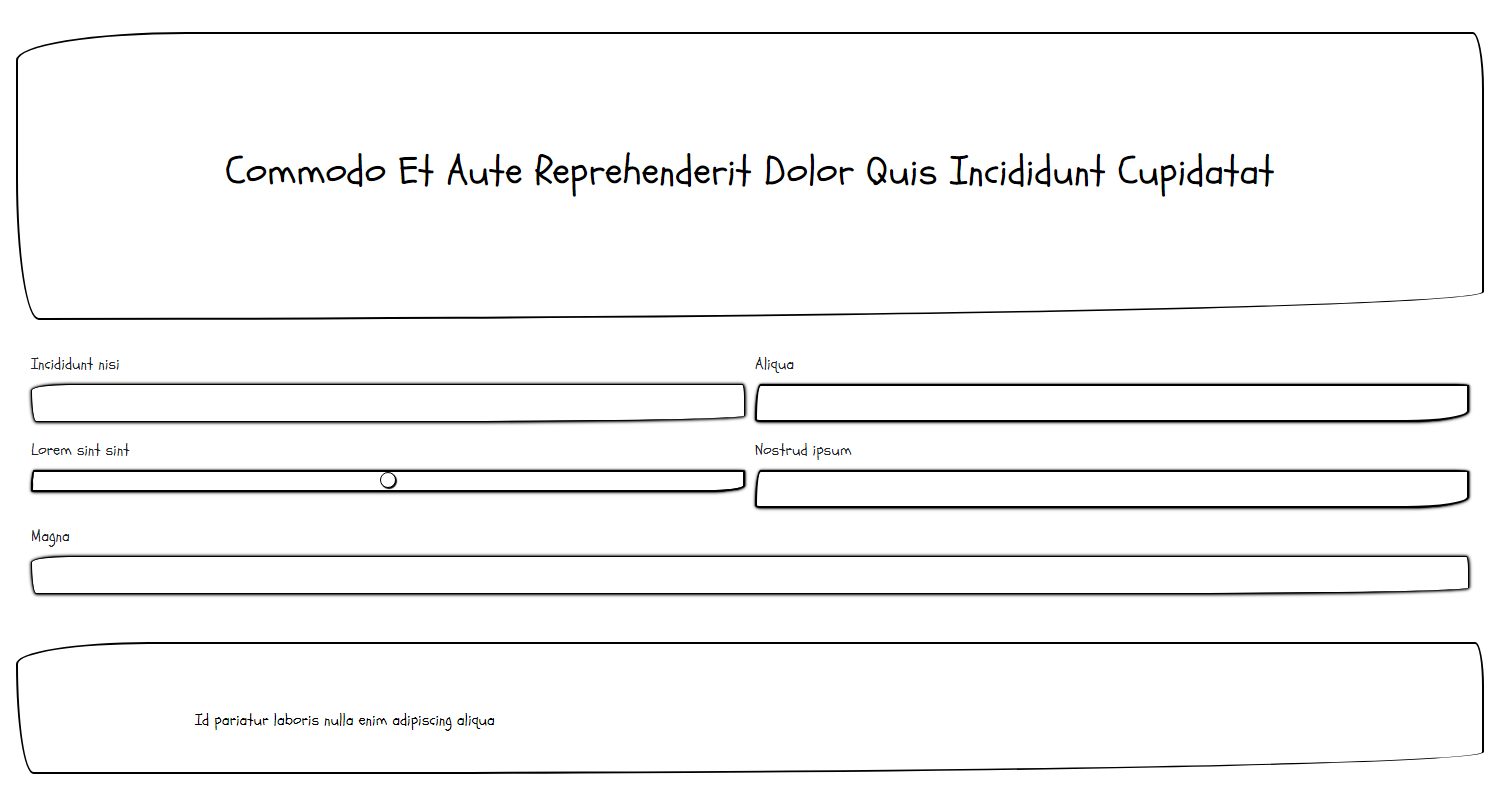 Commodo Et Aute Reprehenderit Dolor Quis Incididunt Cupidatat
Incididunt nisi
Aliqua
Lorem sint sint
Nostrud ipsum
Magna
Id pariatur laboris nulla enim adipiscing aliqua